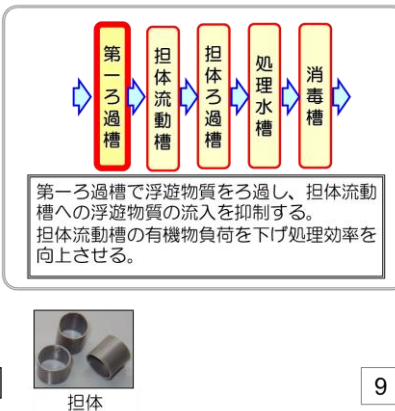 第一ろ過槽
担体流動槽
担体ろ過槽
処理水槽
消毒槽
第一ろ過槽で浮遊物質をろ過し、担体流動
槽への浮遊物質の流入を抑制する。
担体流動槽の有機物負荷を下げ処理効率を
向上させる。
担体
9